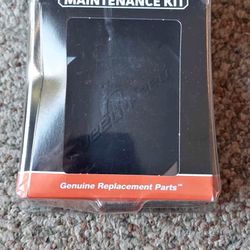 MAINTENANCE KIT
Genuine Replacement Parts™